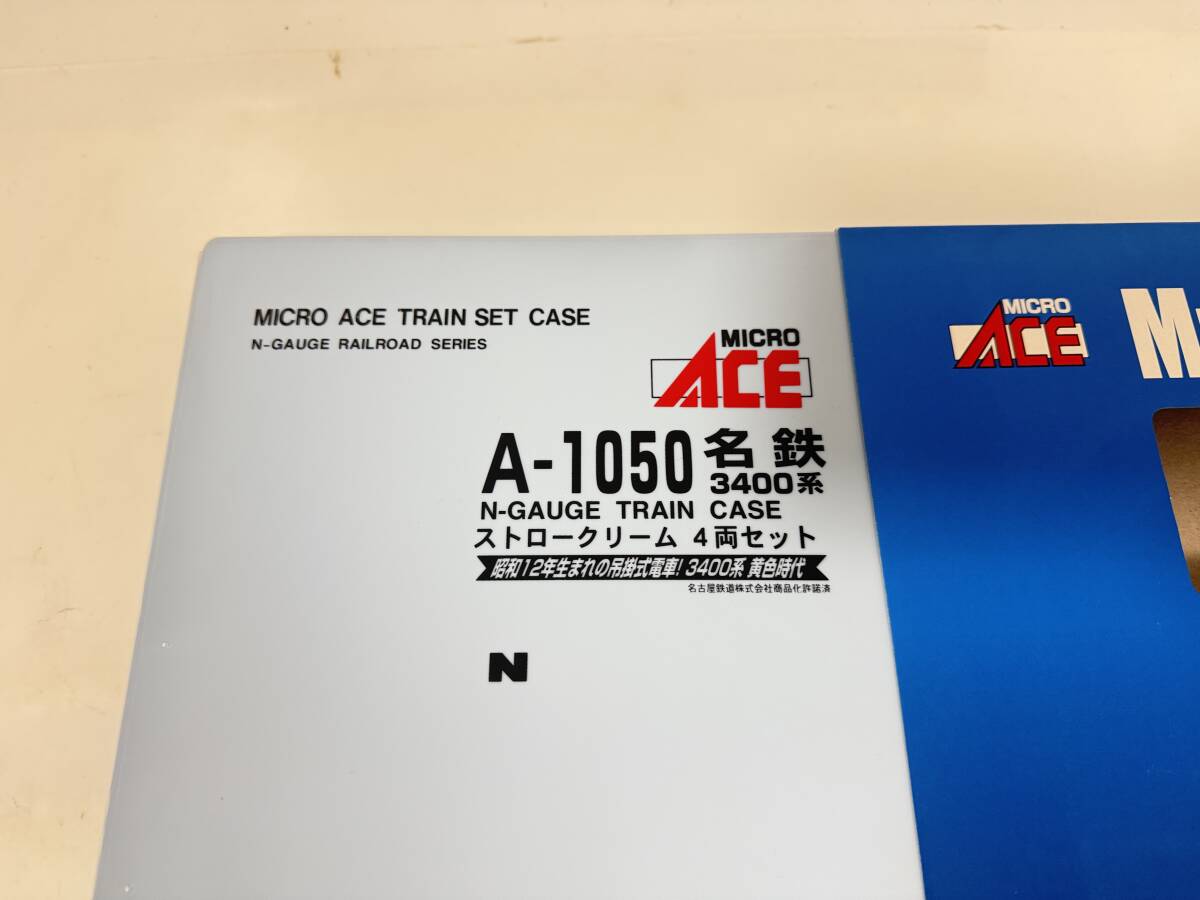 MICRO ACE TRAIN SET CASE
N-GAUGE RAILROAD SERIES
MICRO
ACE
A-1050 名鉄
3400系
N-GAUGE TRAIN CASE
ストロークリーム 4両セット
昭和12年生まれの吊掛式電車! 3400系 黄色時代
名古屋鉄道株式会社商品化許諾済
N
MICRO
ACE